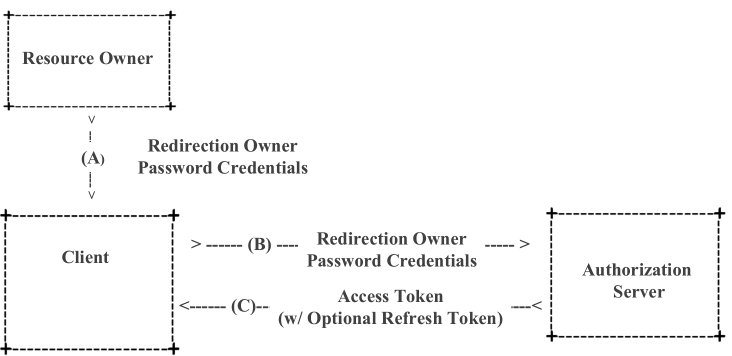 Resource Owner
(A)
Redirection Owner
Password Credentials
Client
> ------ (B) ---- Redirection Owner ----- >
Password Credentials
Authorization
Server
<------ (C)-- Access Token ----<
(w/ Optional Refresh Token)